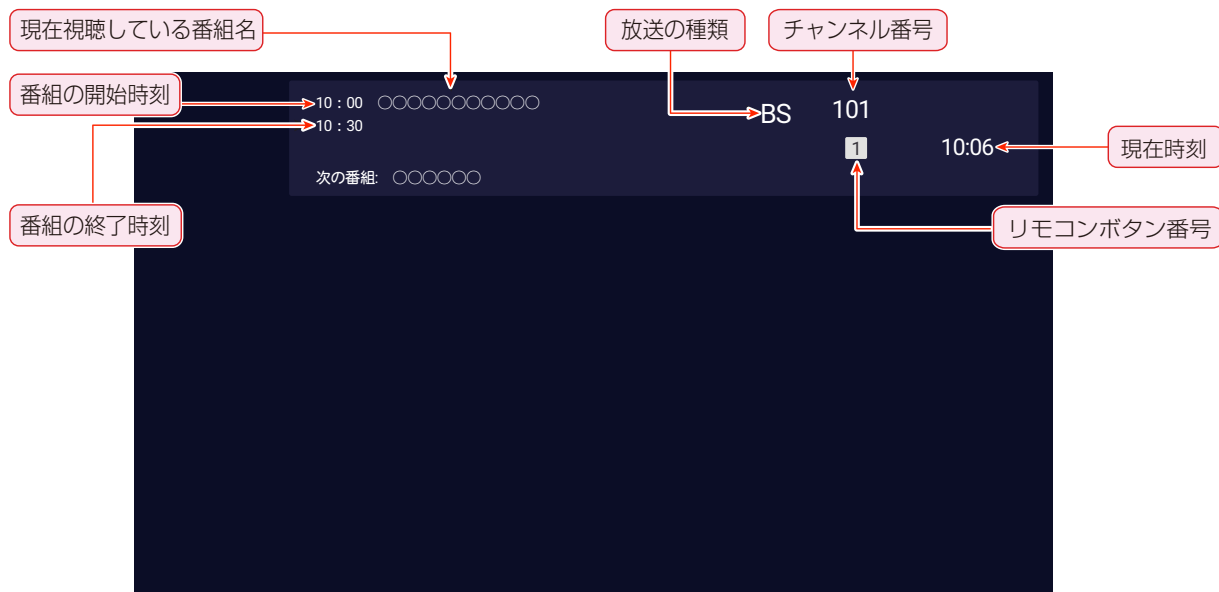 現在視聴している番組名
放送の種類
チャンネル番号
番組の開始時刻
10：00 ○○○○○○○○○○○
10：30
BS
101
1
10:06
現在時刻
次の番組: ○○○○○○
番組の終了時刻
リモコンボタン番号